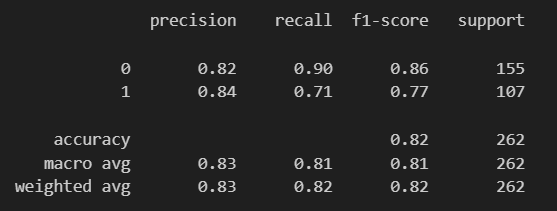 precision recall f1-score support
0 0.82 0.90 0.86 155
1 0.84 0.71 0.77 107
accuracy 0.82 262
macro avg 0.83 0.81 0.81 262
weighted avg 0.83 0.82 0.82 262